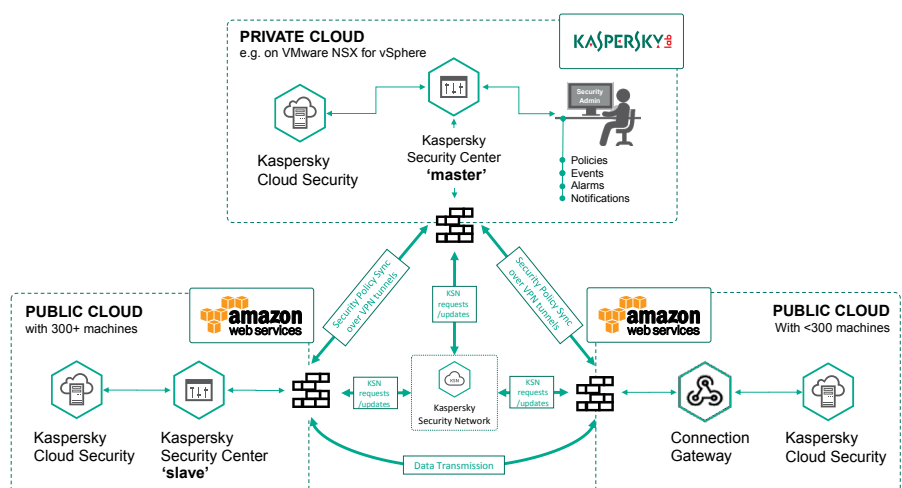 PRIVATE CLOUD
e.g. on VMware NSX for vSphere
KASPERSKY lab
Security
Admin
Kaspersky
Cloud Security
Kaspersky
Security Center
‘master’
Policies
Events
Alarms
Notifications
Security Policy Sync
over VPN tunnels
KSN
requests
/updates
Security Policy Sync
over VPN tunnels
PUBLIC CLOUD
with 300+ machines
amazon
web services
amazon
web services
PUBLIC CLOUD
With <300 machines
KSN
requests
/updates
KSN
Kaspersky
Security Network
KSN
requests
/updates
Kaspersky
Cloud Security
Kaspersky
Security Center
‘slave’
Connection
Gateway
Kaspersky
Cloud Security
Data Transmission